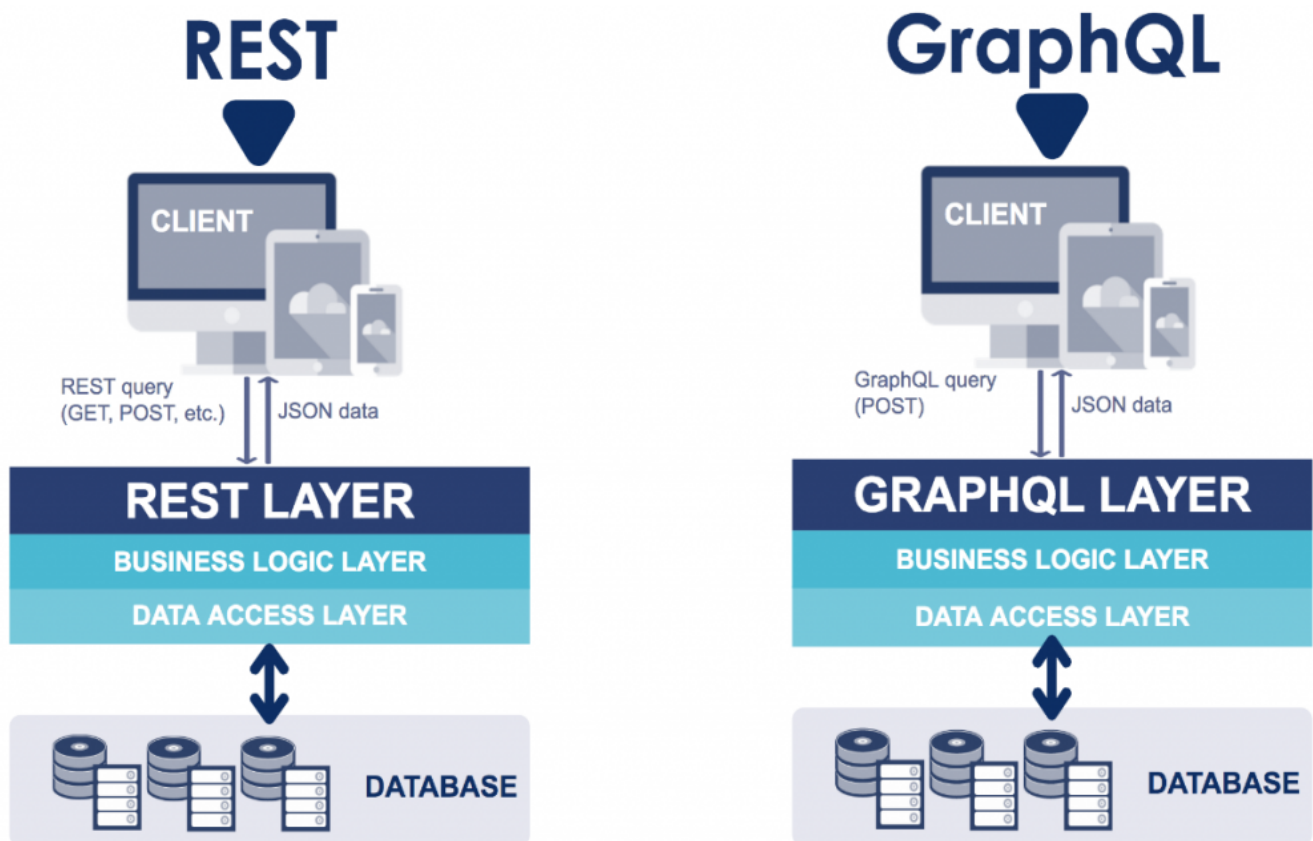 REST
CLIENT
REST query
(GET, POST, etc.)
JSON data
REST LAYER
BUSINESS LOGIC LAYER
DATA ACCESS LAYER
DATABASE
GraphQL
CLIENT
GraphQL query
(POST)
JSON data
GRAPHQL LAYER
BUSINESS LOGIC LAYER
DATA ACCESS LAYER
DATABASE